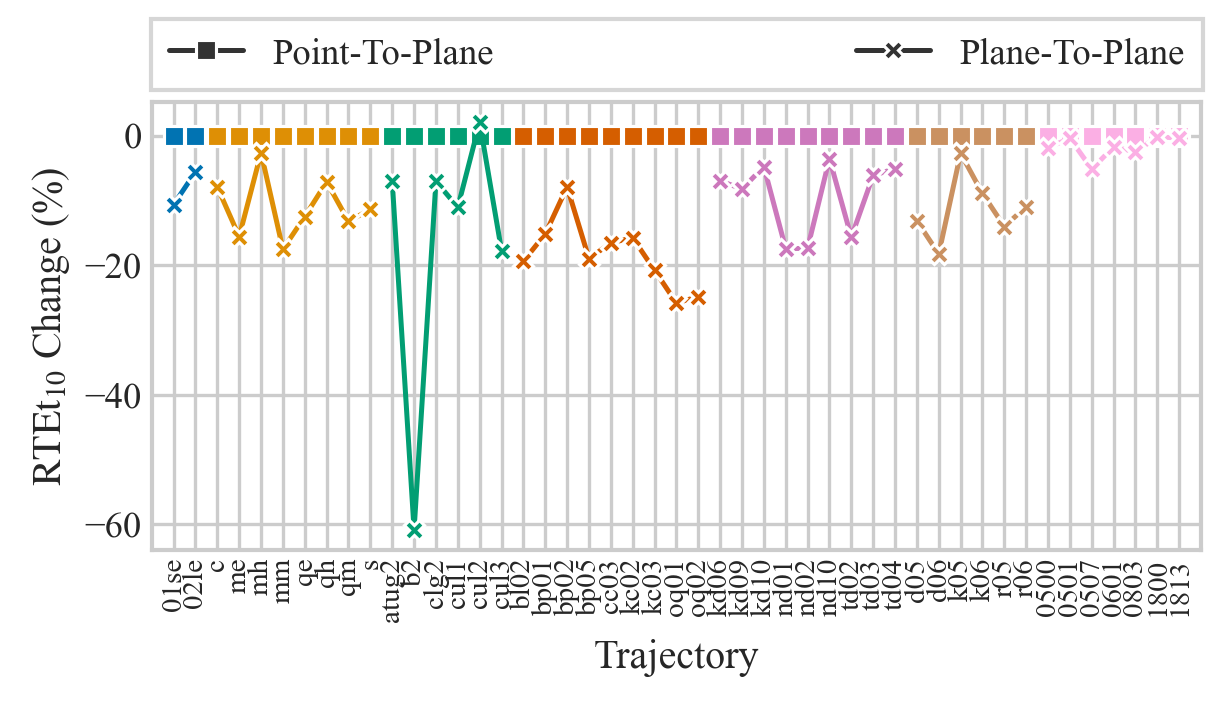 Point-To-Plane
Plane-To-Plane
RTEt₁₀ Change (%)
0
−20
−40
−60
01se
02le
c
me
mh
mm
qe
qh
qm
s
atug2
b2
clg2
cul1
cul2
cul3
bl02
bp01
bp02
bp05
cc03
kc02
kc03
oq01
oq02
kd06
kd09
kd10
nd01
nd02
nd10
td02
td03
td04
d05
d06
k05
k06
r05
r06
0500
0501
0507
0601
0803
1800
1813
Trajectory